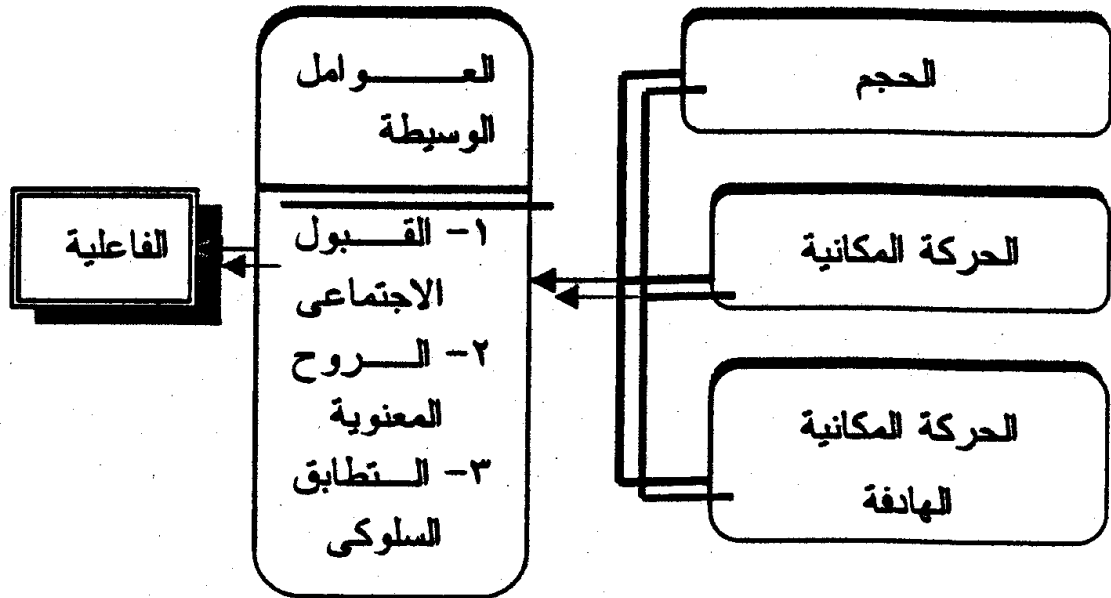 الحجم
الحركة المكانية
الحركة المكانية
الهادفة
العوامل
الوسيطة
١- القبول
الاجتماعى
٢- الروح
المعنوية
٣- التطابق
السلوكى
الفاعلية